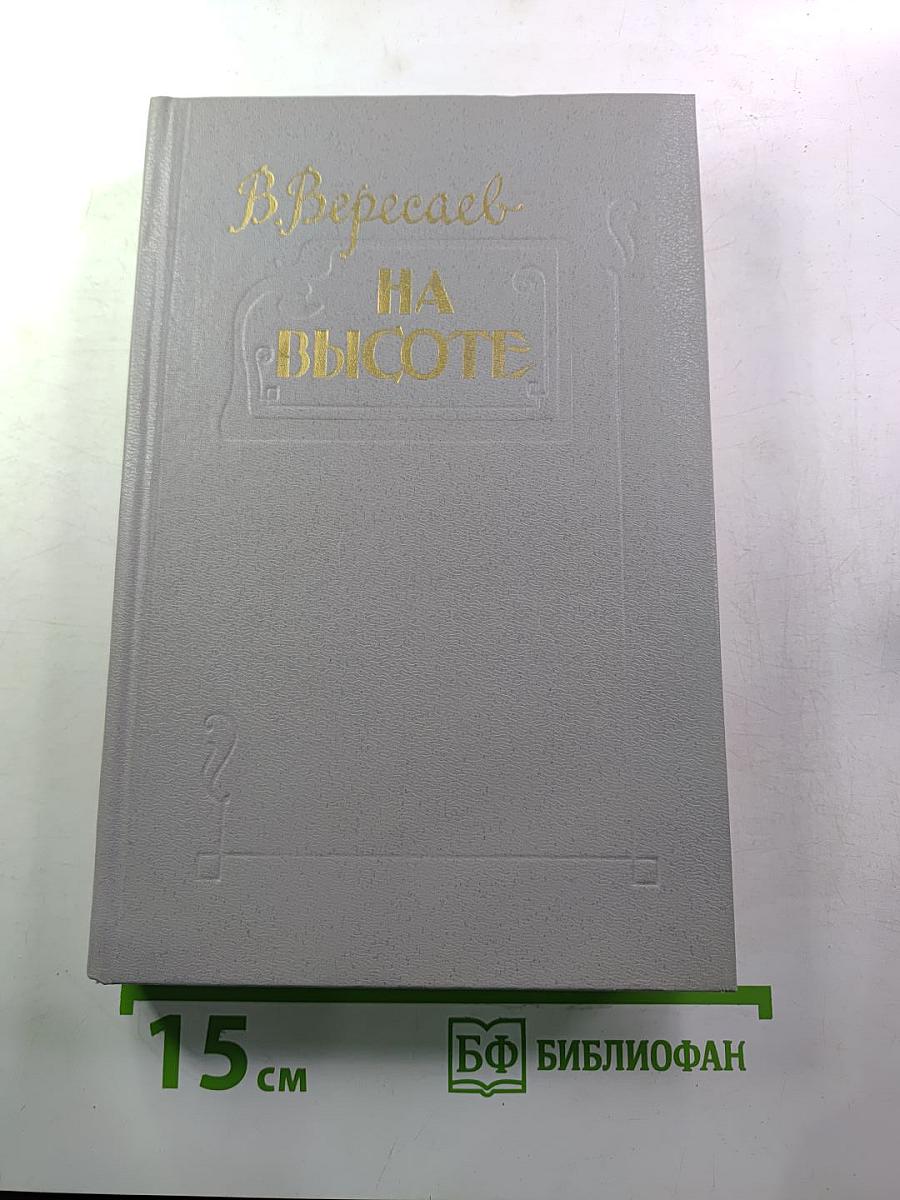 В. Вересаев
НА
ВЫСОТЕ
15 см
БФ БИБЛИОФАН